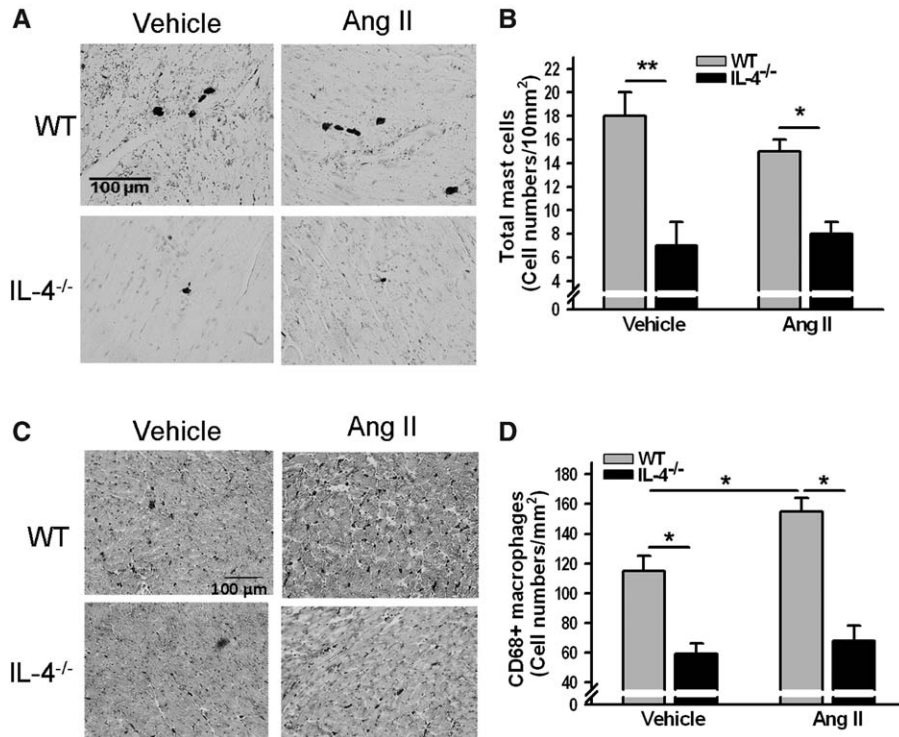 A
Vehicle
Ang II
WT
100 µm
IL-4-/-
B
WT
IL-4-/-
**
*
Total mast cells
(Cell numbers/10mm²)
22
20
18
16
14
12
10
8
6
4
0
Vehicle
Ang II
C
Vehicle
Ang II
WT
100 µm
IL-4-/-
D
WT
IL-4-/-
*
*
*
CD68+ macrophages
(Cell numbers/mm²)
180
160
140
120
100
80
60
40
0
Vehicle
Ang II